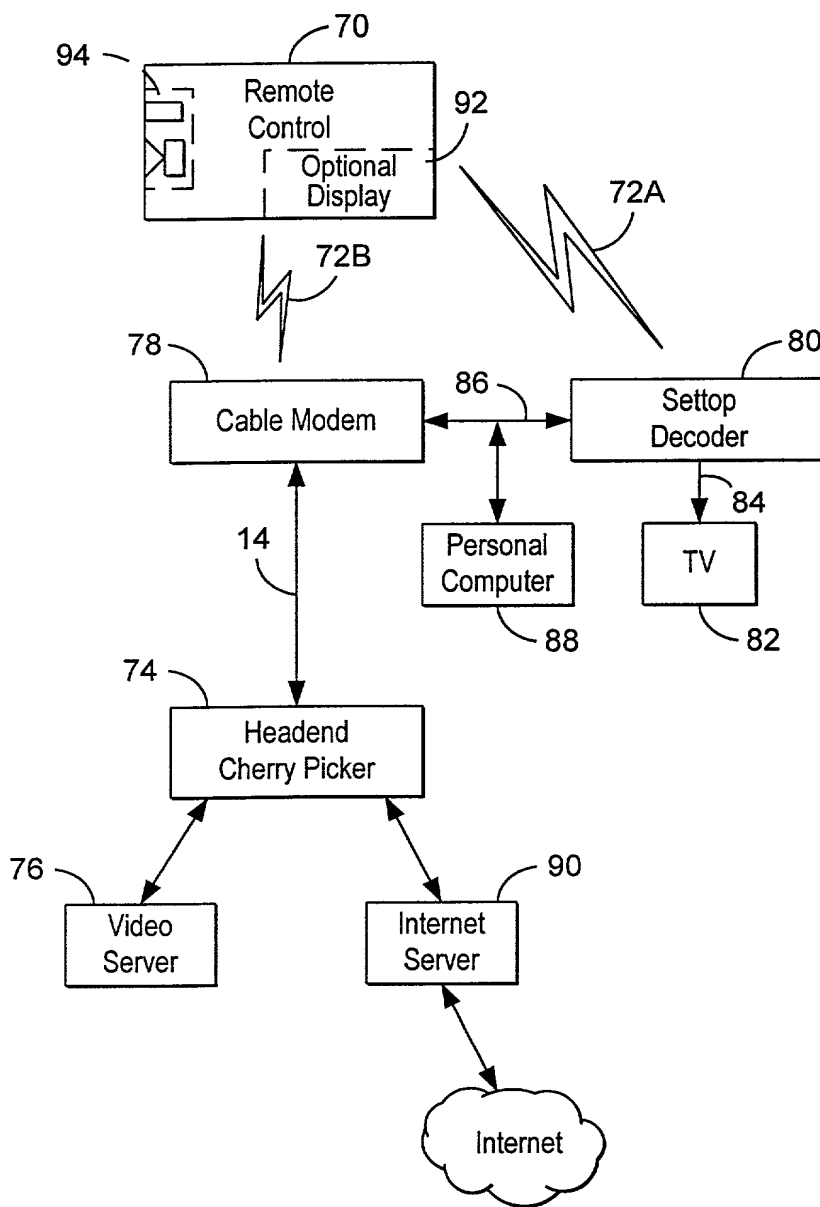 70
94
Remote
Control
92
Optional
Display
72A
72B
78
80
86
Cable Modem
Settop
Decoder
84
14
Personal
Computer
TV
88
82
74
Headend
Cherry Picker
76
90
Video
Server
Internet
Server
Internet